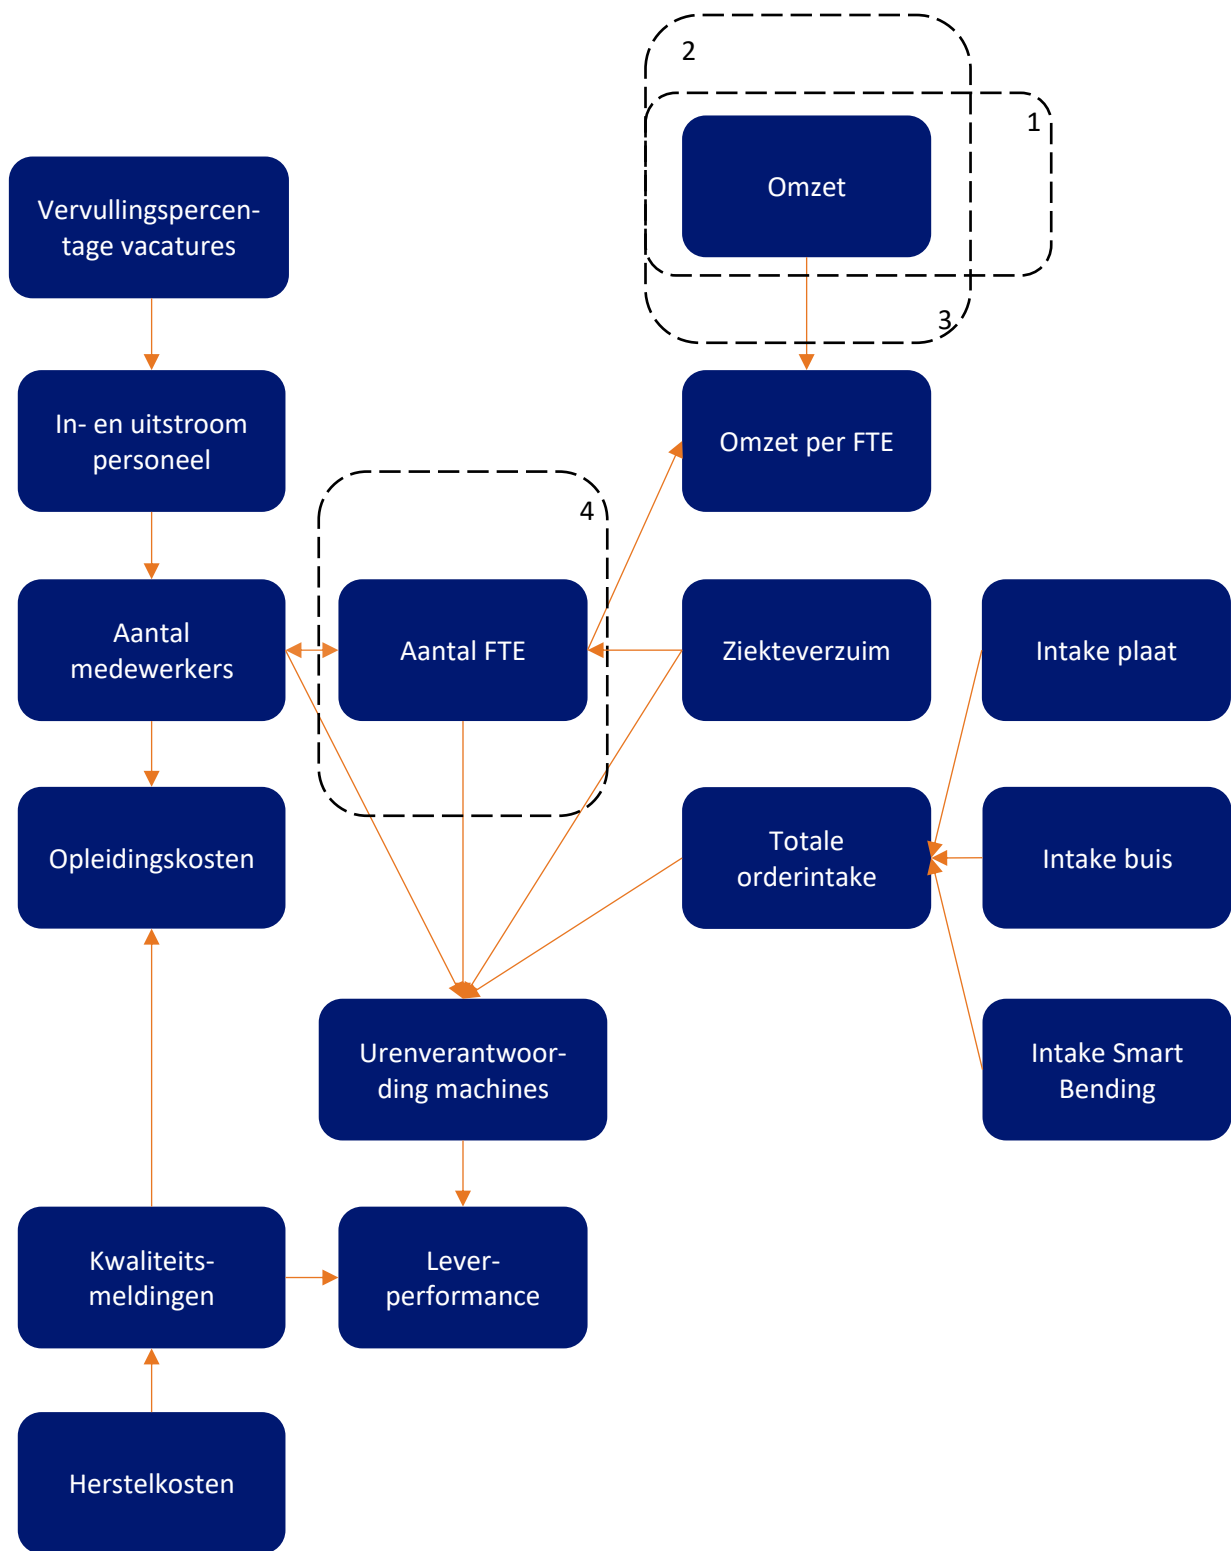 2
1
Omzet
Vervullingspercen-
tage vacatures
3
In- en uitstroom
personeel
Omzet per FTE
4
Aantal
medewerkers
Aantal FTE
Ziekteverzuim
Intake plaat
Opleidingskosten
Totale
orderintake
Intake buis
Urenverantwoor-
ding machines
Intake Smart
Bending
Kwaliteits-
meldingen
Lever-
performance
Herstelkosten